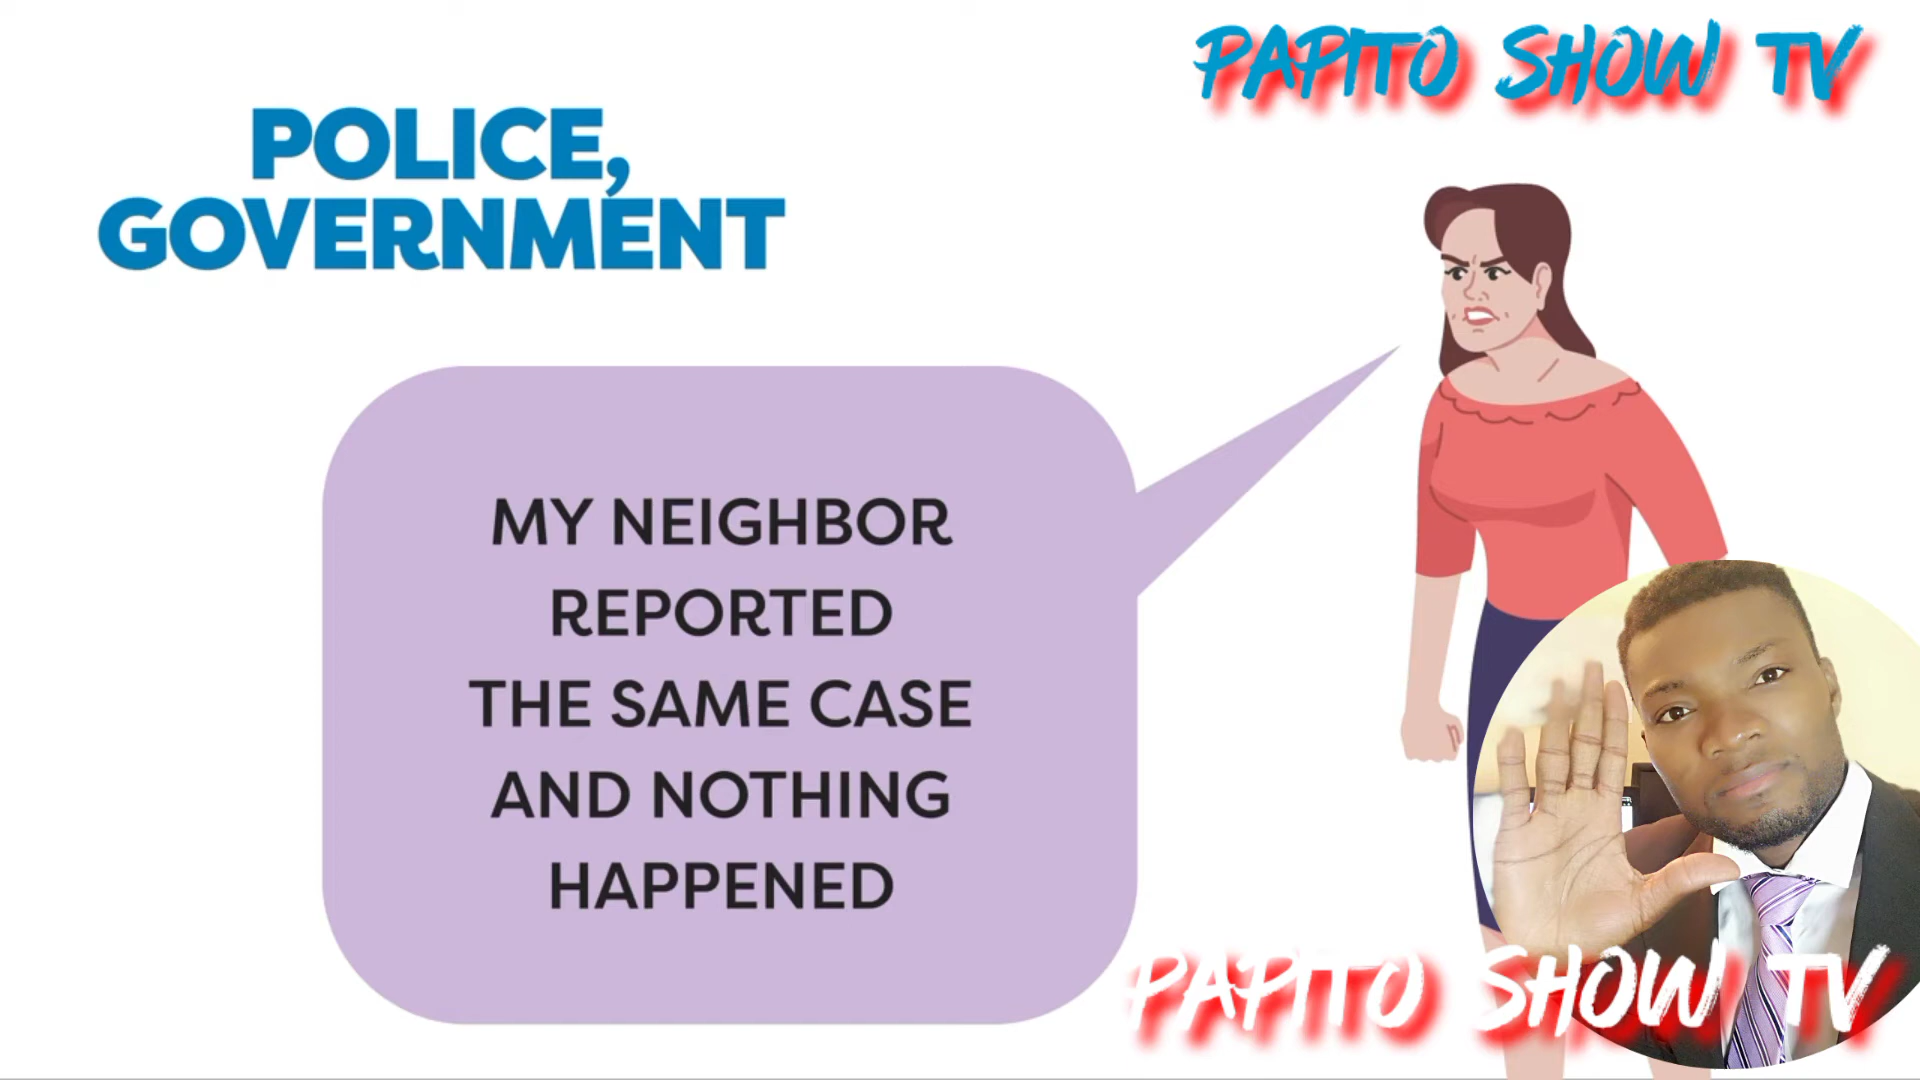 PAPITO SHOW TV
POLICE,
GOVERNMENT
MY NEIGHBOR
REPORTED
THE SAME CASE
AND NOTHING
HAPPENED
PAPITO SHOW TV